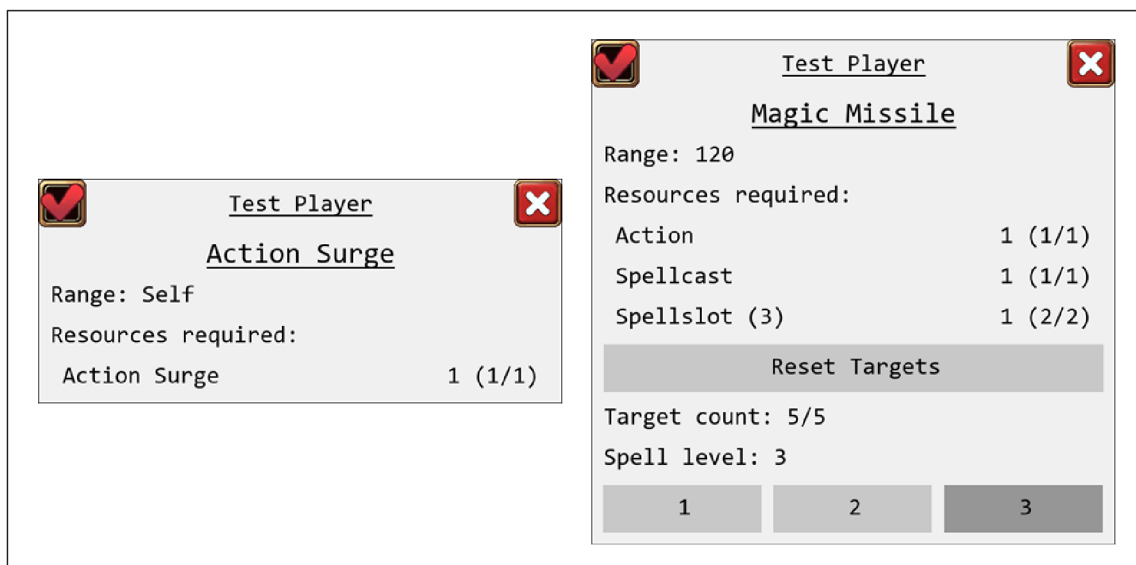 Test Player
Action Surge
Range: Self
Resources required:
Action Surge 1 (1/1)
Test Player
Magic Missile
Range: 120
Resources required:
Action 1 (1/1)
Spellcast 1 (1/1)
Spellslot (3) 1 (2/2)
Reset Targets
Target count: 5/5
Spell level: 3
1 2 3